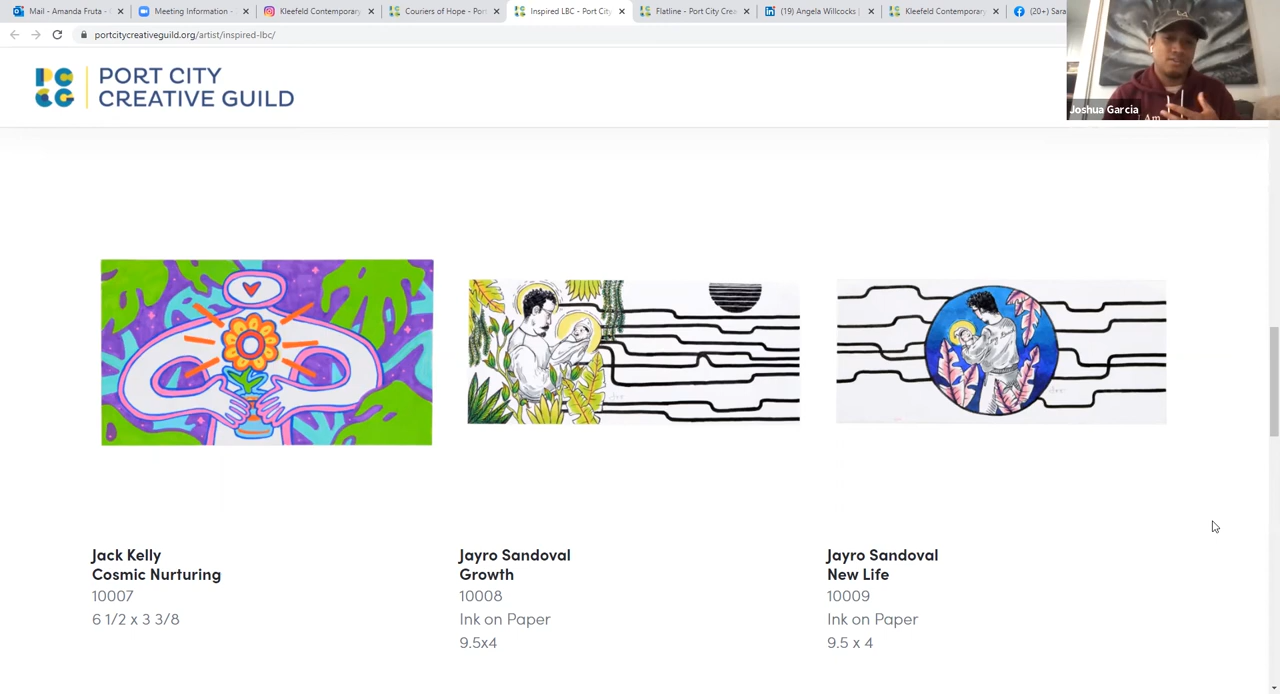 Mail - Amanda Fruta -
Meeting Information -
Kleefeld Contemporary
Couriers of Hope - Por
Inspired LBC - Port City
Flatline - Port City Crea
(19) Angela Willcocks |
Kleefeld Contemporary
(20+) Sara
portcitycreativeguild.org/artist/inspired-lbc/
PC
CG
PORT CITY
CREATIVE GUILD
Joshua Garcia
Jack Kelly
Cosmic Nurturing
10007
6 1/2 x 3 3/8
Jayro Sandoval
Growth
10008
Ink on Paper
9.5x4
Jayro Sandoval
New Life
10009
Ink on Paper
9.5 x 4